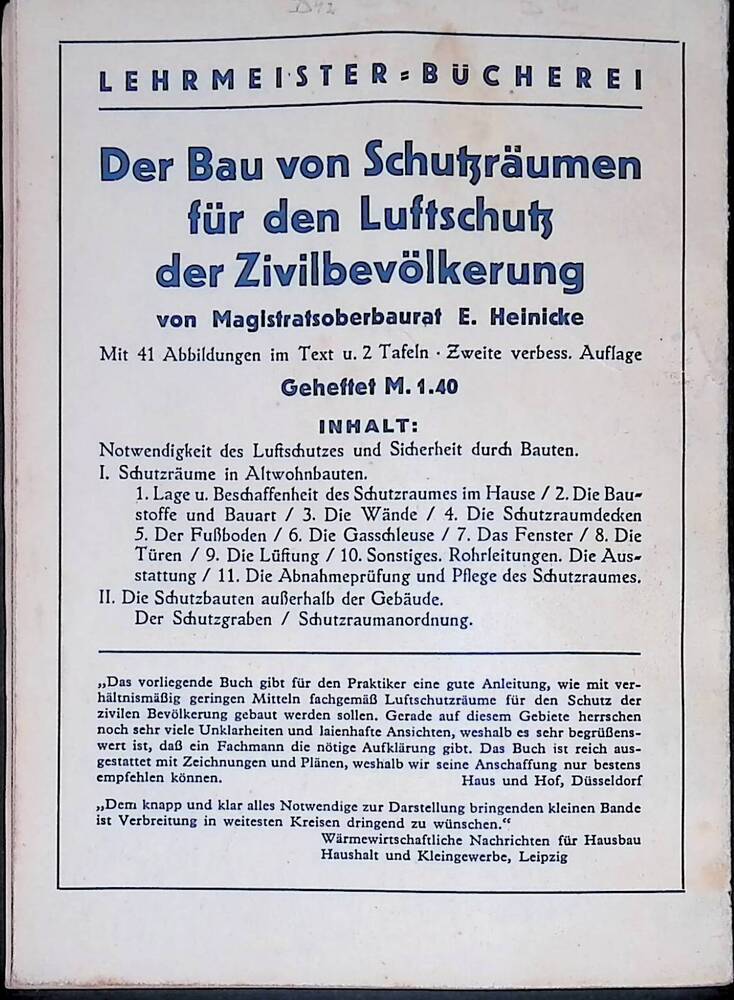 LEHRMEISTER=BÜCHEREI
Der Bau von Schutzräumen
für den Luftschutz
der Zivilbevölkerung
von Magistratsoberbaurat E. Heinicke
Mit 41 Abbildungen im Text u. 2 Tafeln · Zweite verbess. Auflage
Geheftet M. 1.40
INHALT:
Notwendigkeit des Luftschutzes und Sicherheit durch Bauten.
I. Schutzräume in Altwohnbauten.
1. Lage u. Beschaffenheit des Schutzraumes im Hause / 2. Die Bau-
stoffe und Bauart / 3. Die Wände / 4. Die Schutzraumdecken
5. Der Fußboden / 6. Die Gasschleuse / 7. Das Fenster / 8. Die
Türen / 9. Die Lüftung / 10. Sonstiges. Rohrleitungen. Die Aus-
stattung / 11. Die Abnahmeprüfung und Pflege des Schutzraumes.
II. Die Schutzbauten außerhalb der Gebäude.
Der Schutzgraben / Schutzraumanordnung.
„Das vorliegende Buch gibt für den Praktiker eine gute Anleitung, wie mit ver-
hältnismäßig geringen Mitteln fachgemäß Luftschutzräume für den Schutz der
zivilen Bevölkerung gebaut werden sollen. Gerade auf diesem Gebiete herrschen
noch sehr viele Unklarheiten und laienhafte Ansichten, weshalb es sehr begrüßens-
wert ist, daß ein Fachmann die nötige Aufklärung gibt. Das Buch ist reich aus-
gestattet mit Zeichnungen und Plänen, weshalb wir seine Anschaffung nur bestens
empfehlen können. Haus und Hof, Düsseldorf
„Dem knapp und klar alles Notwendige zur Darstellung bringenden kleinen Bande
ist Verbreitung in weitesten Kreisen dringend zu wünschen.“
Wärmewirtschaftliche Nachrichten für Hausbau
Haushalt und Kleingewerbe, Leipzig